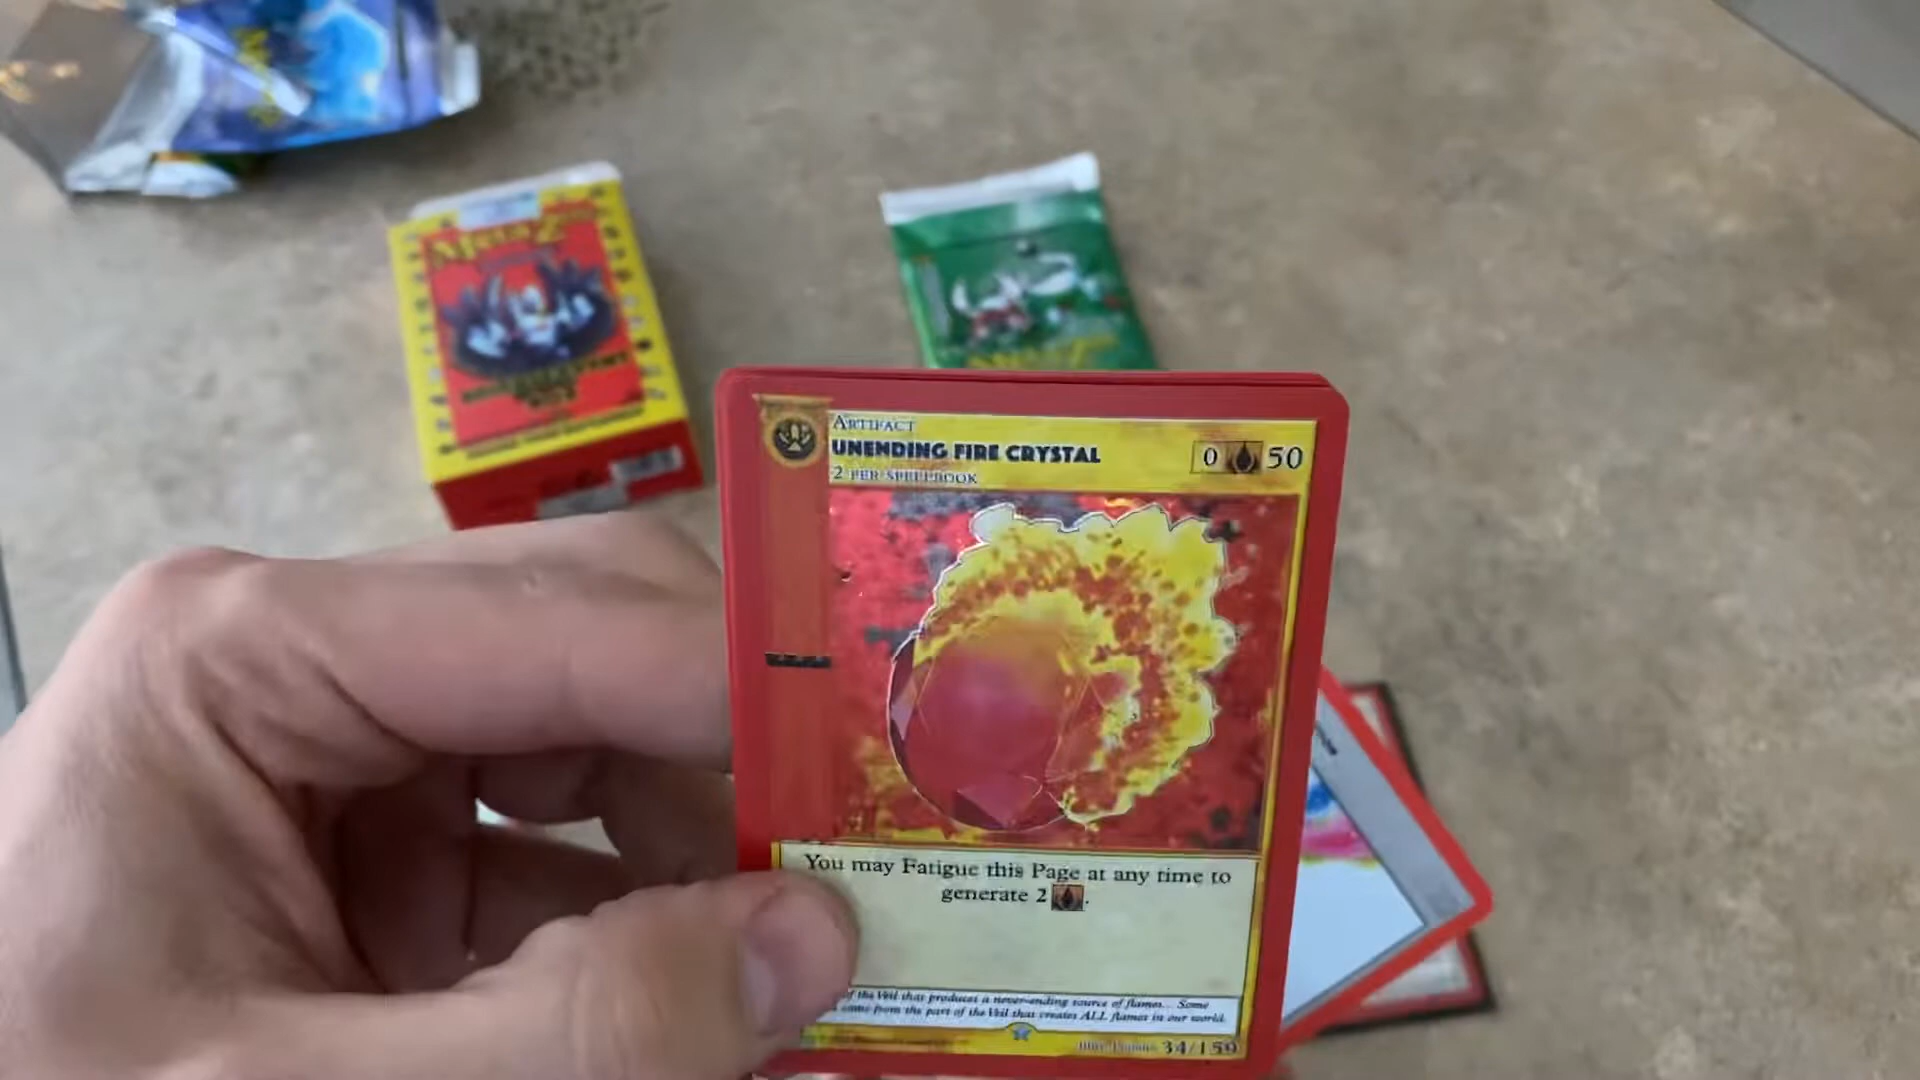 ARTIFACT
UNENDING FIRE CRYSTAL
0 50
2 PER SPELLBOOK
You may Fatigue this Page at any time to
generate 2 .
of the Veil that produces a never-ending source of flames... Some
come from the part of the Veil that creates ALL flames in our world.
34/159
MetaZ